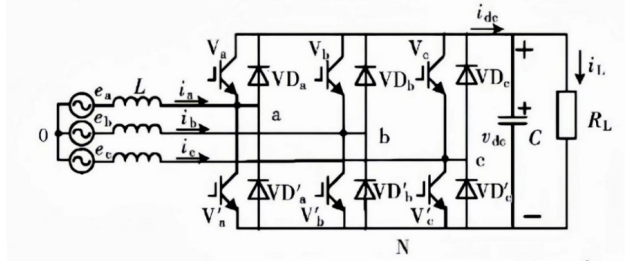 i_dc
V_a VD_a V_b VD_b V_c VD_c + i_L
e_a L i_a a +
0 e_b i_b b v_dc C R_L
e_c i_c c
V'_a VD'_a V'_b VD'_b V'_c VD'_c −
N